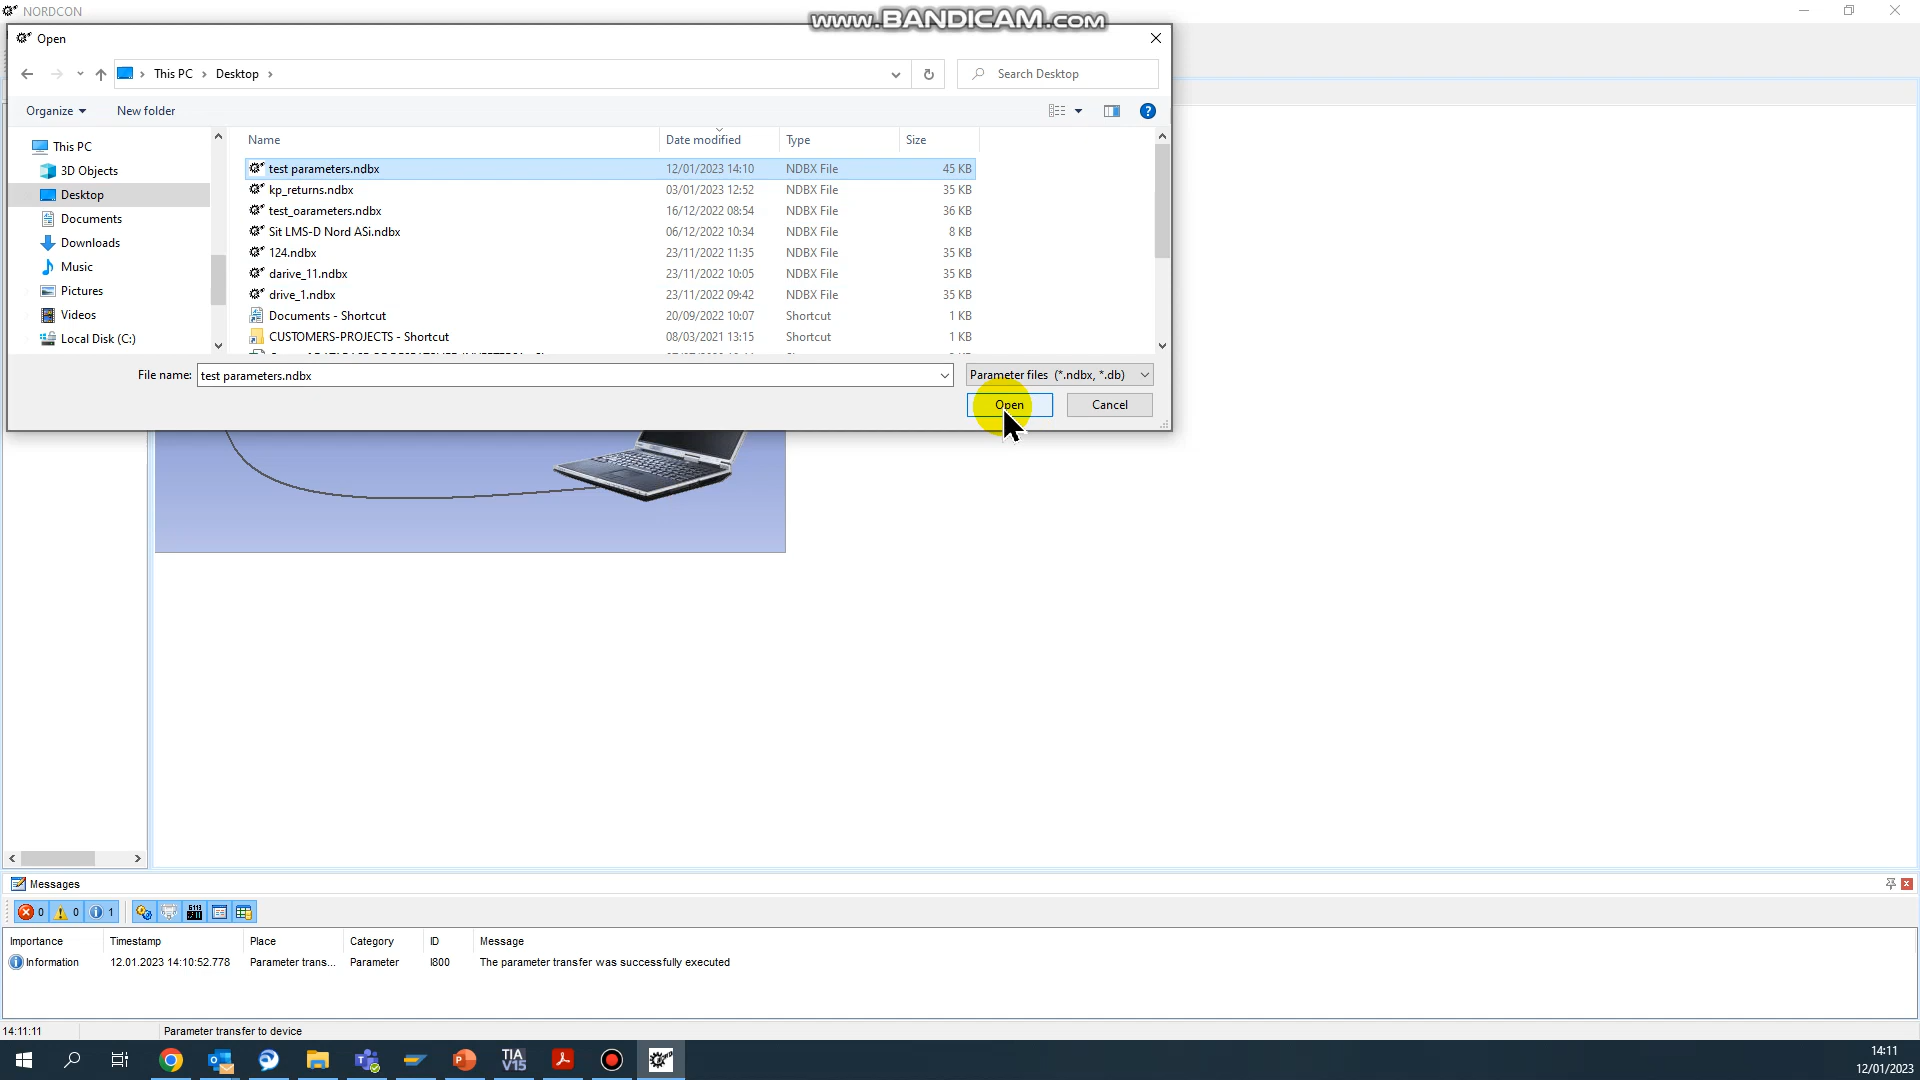 NORDCON
www.BANDICAM.com
Open
This PC
Desktop
Search Desktop
Organize
New folder
Name
Date modified
Type
Size
This PC
3D Objects
Desktop
Documents
Downloads
Music
Pictures
Videos
Local Disk (C:)
test parameters.ndbx 12/01/2023 14:10 NDBX File 45 KB
kp_returns.ndbx 03/01/2023 12:52 NDBX File 35 KB
test_oarameters.ndbx 16/12/2022 08:54 NDBX File 36 KB
Sit LMS-D Nord ASi.ndbx 06/12/2022 10:34 NDBX File 8 KB
124.ndbx 23/11/2022 11:35 NDBX File 35 KB
darive_11.ndbx 23/11/2022 10:05 NDBX File 35 KB
drive_1.ndbx 23/11/2022 09:42 NDBX File 35 KB
Documents - Shortcut 20/09/2022 10:07 Shortcut 1 KB
CUSTOMERS-PROJECTS - Shortcut 08/03/2021 13:15 Shortcut 1 KB
File name: test parameters.ndbx
Parameter files (*.ndbx, *.db)
Open
Cancel
Messages
0 0 1
Importance Timestamp Place Category ID Message
Information 12.01.2023 14:10:52.778 Parameter trans... Parameter I800 The parameter transfer was successfully executed
14:11:11 Parameter transfer to device
TIA
V15
14:11
12/01/2023